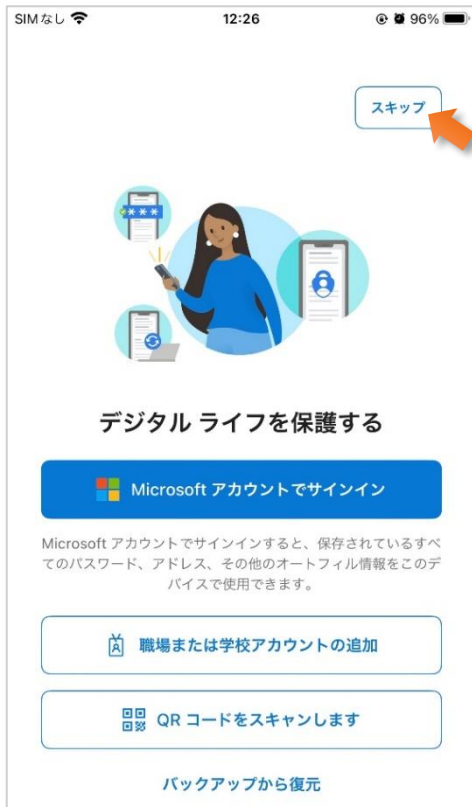 SIMなし 12:26 96%
スキップ
***
デジタル ライフを保護する
Microsoft アカウントでサインイン
Microsoft アカウントでサインインすると、保存されているすべ
てのパスワード、アドレス、その他のオートフィル情報をこのデ
バイスで使用できます。
職場または学校アカウントの追加
QR コードをスキャンします
バックアップから復元